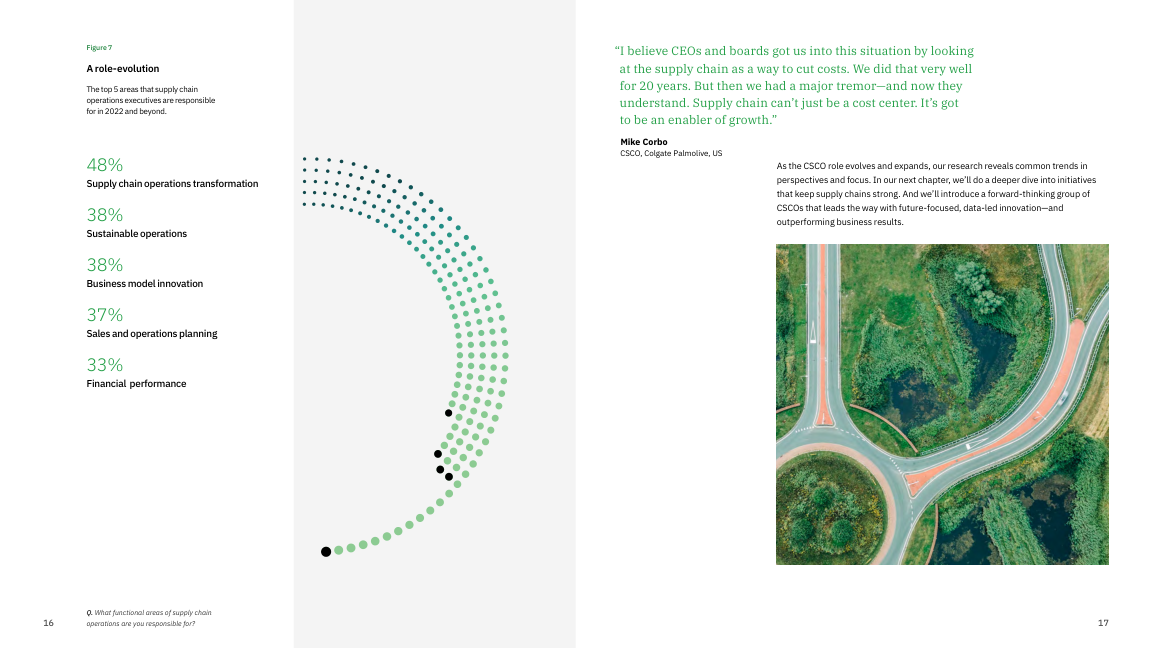 Figure 7
A role-evolution
The top 5 areas that supply chain
operations executives are responsible
for in 2022 and beyond.
48%
Supply chain operations transformation
38%
Sustainable operations
38%
Business model innovation
37%
Sales and operations planning
33%
Financial performance
Q. What functional areas of supply chain
operations are you responsible for?
16
“I believe CEOs and boards got us into this situation by looking
at the supply chain as a way to cut costs. We did that very well
for 20 years. But then we had a major tremor—and now they
understand. Supply chain can’t just be a cost center. It’s got
to be an enabler of growth.”
Mike Corbo
CSCO, Colgate Palmolive, US
As the CSCO role evolves and expands, our research reveals common trends in
perspectives and focus. In our next chapter, we’ll do a deeper dive into initiatives
that keep supply chains strong. And we’ll introduce a forward-thinking group of
CSCOs that leads the way with future-focused, data-led innovation—and
outperforming business results.
17